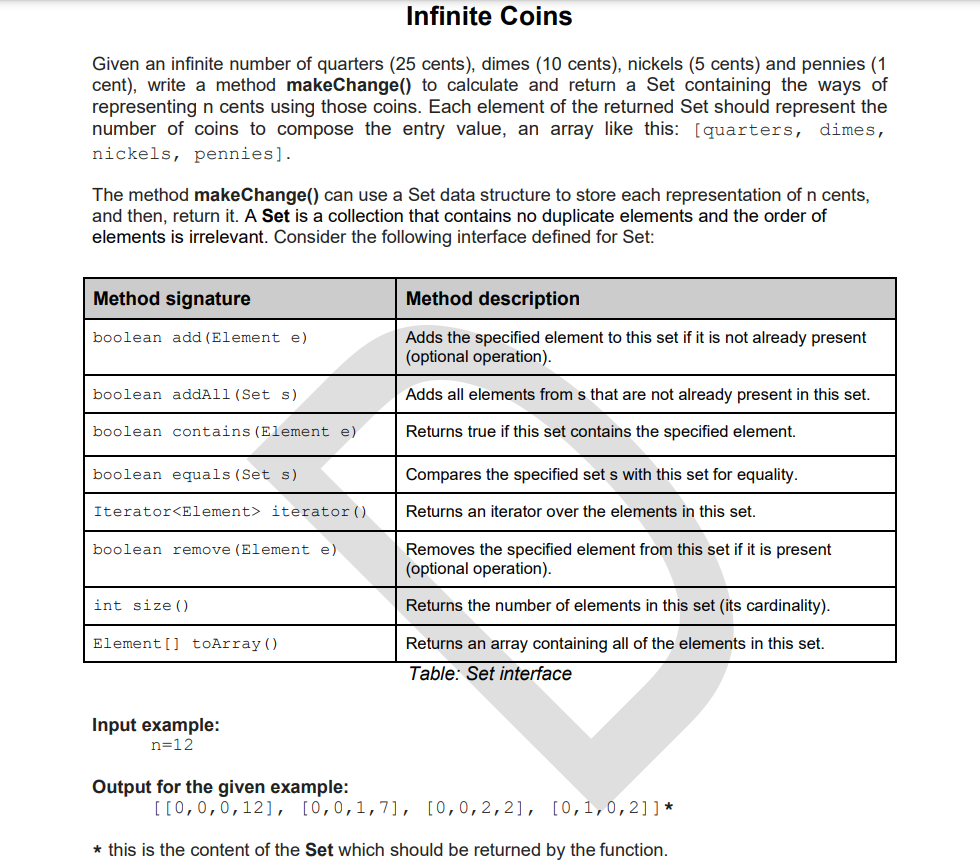 Infinite Coins
Given an infinite number of quarters (25 cents), dimes (10 cents), nickels (5 cents) and pennies (1
cent), write a method makeChange() to calculate and return a Set containing the ways of
representing n cents using those coins. Each element of the returned Set should represent the
number of coins to compose the entry value, an array like this: [quarters, dimes,
nickels, pennies].
The method makeChange() can use a Set data structure to store each representation of n cents,
and then, return it. A Set is a collection that contains no duplicate elements and the order of
elements is irrelevant. Consider the following interface defined for Set:
Method signature
Method description
boolean add(Element e)
Adds the specified element to this set if it is not already present
(optional operation).
boolean addAll(Set s)
Adds all elements from s that are not already present in this set.
boolean contains(Element e)
Returns true if this set contains the specified element.
boolean equals(Set s)
Compares the specified set s with this set for equality.
Iterator<Element> iterator()
Returns an iterator over the elements in this set.
boolean remove(Element e)
Removes the specified element from this set if it is present
(optional operation).
int size()
Returns the number of elements in this set (its cardinality).
Element[] toArray()
Returns an array containing all of the elements in this set.
Table: Set interface
Input example:
n=12
Output for the given example:
[[0,0,0,12], [0,0,1,7], [0,0,2,2], [0,1,0,2]]*
* this is the content of the Set which should be returned by the function.